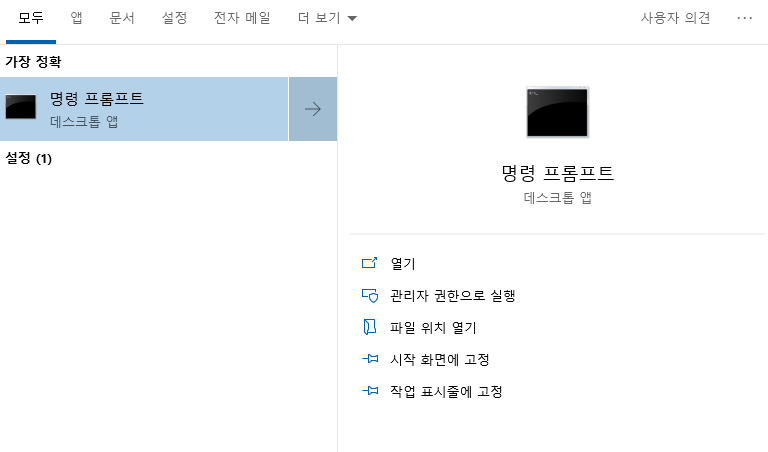 모두 앱 문서 설정 전자 메일 더 보기 사용자 의견 ···
가장 정확
명령 프롬프트
데스크톱 앱
설정 (1)
명령 프롬프트
데스크톱 앱
열기
관리자 권한으로 실행
파일 위치 열기
시작 화면에 고정
작업 표시줄에 고정